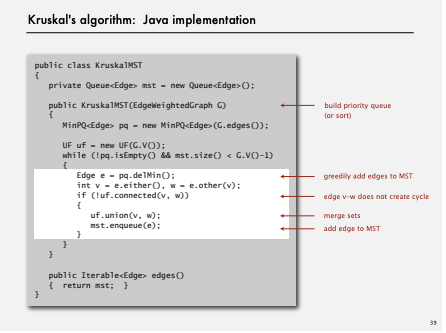 Kruskal's algorithm: Java implementation
public class KruskalMST
{
private Queue<Edge> mst = new Queue<Edge>();
public KruskalMST(EdgeWeightedGraph G)
build priority queue
(or sort)
{
MinPQ<Edge> pq = new MinPQ<Edge>(G.edges());
UF uf = new UF(G.V());
while (!pq.isEmpty() && mst.size() < G.V()-1)
{
Edge e = pq.delMin();
greedily add edges to MST
int v = e.either(), w = e.other(v);
if (!uf.connected(v, w))
edge v–w does not create cycle
{
uf.union(v, w);
merge sets
mst.enqueue(e);
add edge to MST
}
}
}
public Iterable<Edge> edges()
{ return mst; }
}
39